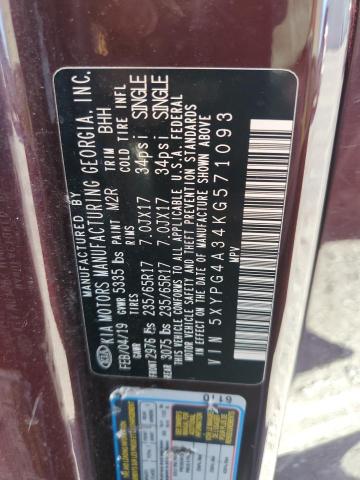 MANUFACTURED BY
KIA KIA MOTORS MANUFACTURING GEORGIA, INC.
FEB/04/19 GVWR 5335 lbs PAINT M2R TRIM BHH
GAWR TIRES RIMS COLD TIRE INFL
FRONT 2976 lbs 235/65R17 7.0JX17 34psi SINGLE
REAR 3075 lbs 235/65R17 7.0JX17 34psi SINGLE
THIS VEHICLE CONFORMS TO ALL APPLICABLE U.S.A. FEDERAL
MOTOR VEHICLE SAFETY AND THEFT PREVENTION STANDARDS IN
EFFECT ON THE DATE OF MANUFACTURE SHOWN ABOVE
VIN 5XYPG4A34KG571093
MPV